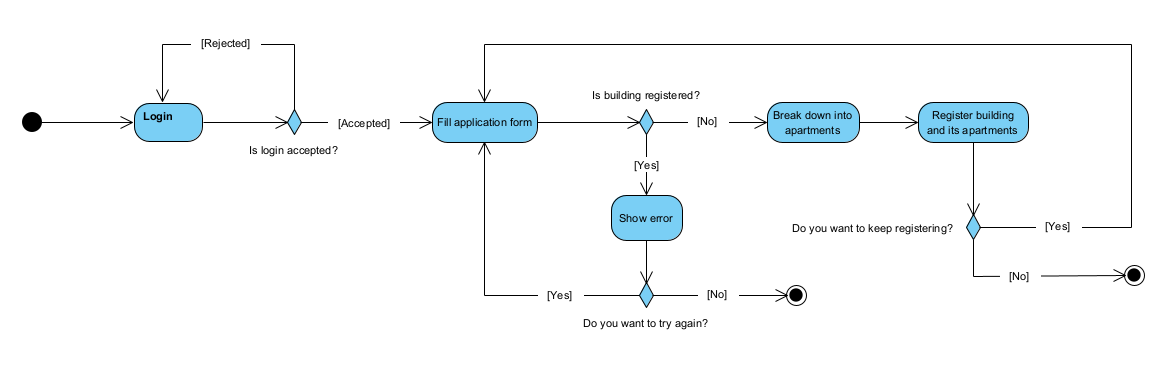 [Rejected]
Login
[Accepted]
Is login accepted?
Fill application form
Is building registered?
[No]
Break down into
apartments
Register building
and its apartments
[Yes]
Show error
Do you want to keep registering?
[Yes]
[No]
[Yes]
[No]
Do you want to try again?